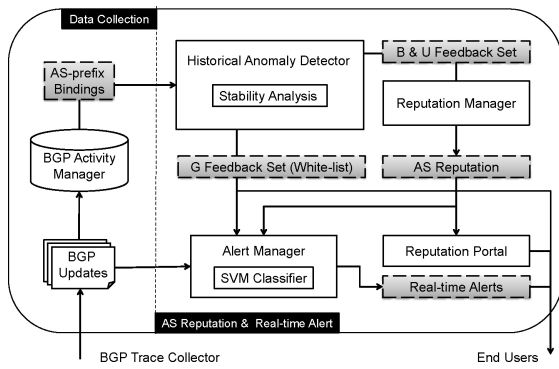 Data Collection
AS-prefix
Bindings
Historical Anomaly Detector
Stability Analysis
B & U Feedback Set
Reputation Manager
BGP Activity
Manager
G Feedback Set (White-list)
AS Reputation
BGP
Updates
Alert Manager
SVM Classifier
Reputation Portal
Real-time Alerts
AS Reputation & Real-time Alert
BGP Trace Collector
End Users